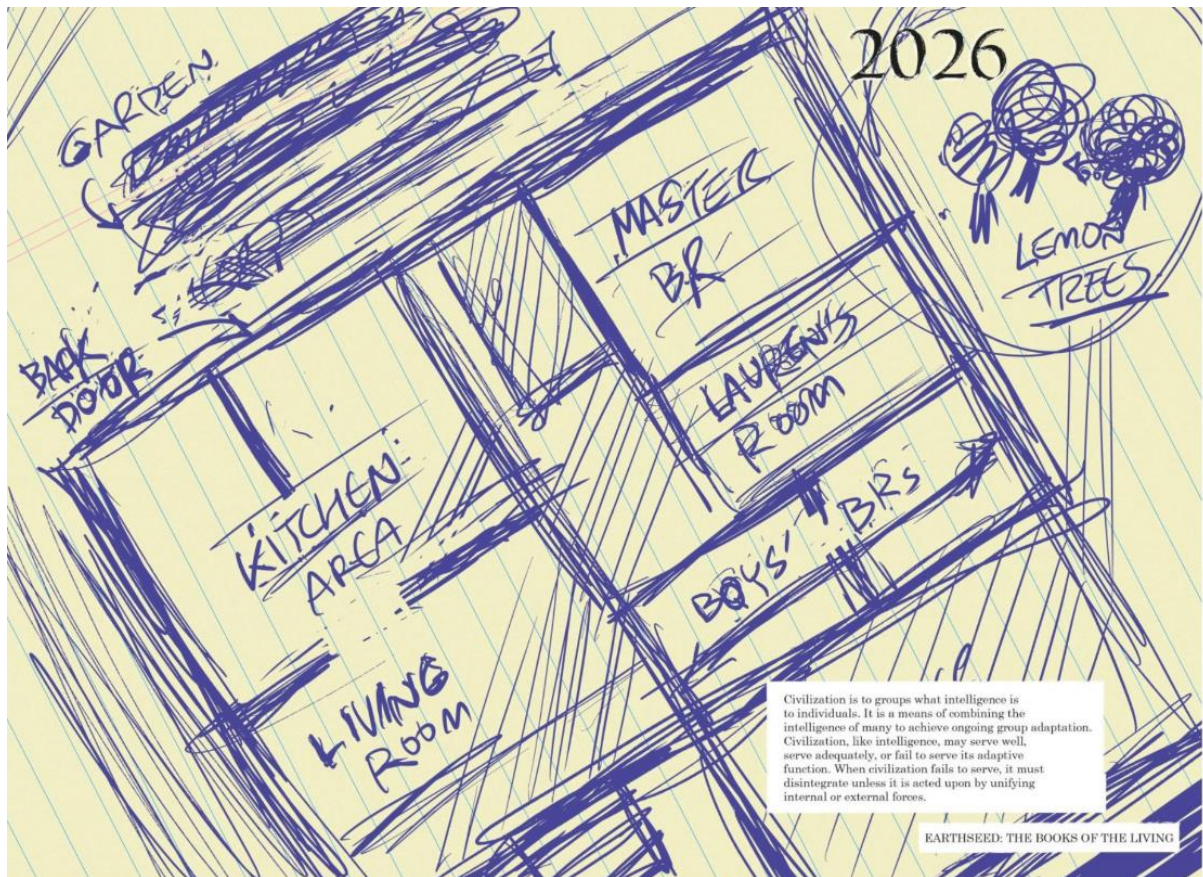 2026
GARDEN
MASTER
BR
LEMON
TREES
BACK
DOOR
LAUREN'S
ROOM
KITCHEN
AREA
BOYS' BRs
LIVING
ROOM
Civilization is to groups what intelligence is
to individuals. It is a means of combining the
intelligence of many to achieve ongoing group adaptation.
Civilization, like intelligence, may serve well,
serve adequately, or fail to serve its adaptive
function. When civilization fails to serve, it must
disintegrate unless it is acted upon by unifying
internal or external forces.
EARTHSEED: THE BOOKS OF THE LIVING